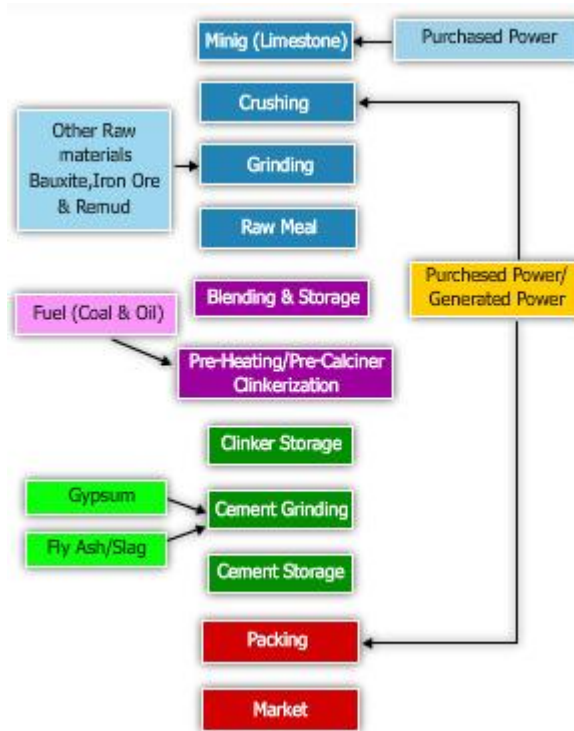 Minig (Limestone)
Purchased Power
Crushing
Other Raw
materials
Bauxite,Iron Ore
& Remud
Grinding
Raw Meal
Purchesed Power/
Generated Power
Blending & Storage
Fuel (Coal & Oil)
Pre-Heating/Pre-Calciner
Clinkerization
Clinker Storage
Gypsum
Cement Grinding
Fly Ash/Slag
Cement Storage
Packing
Market